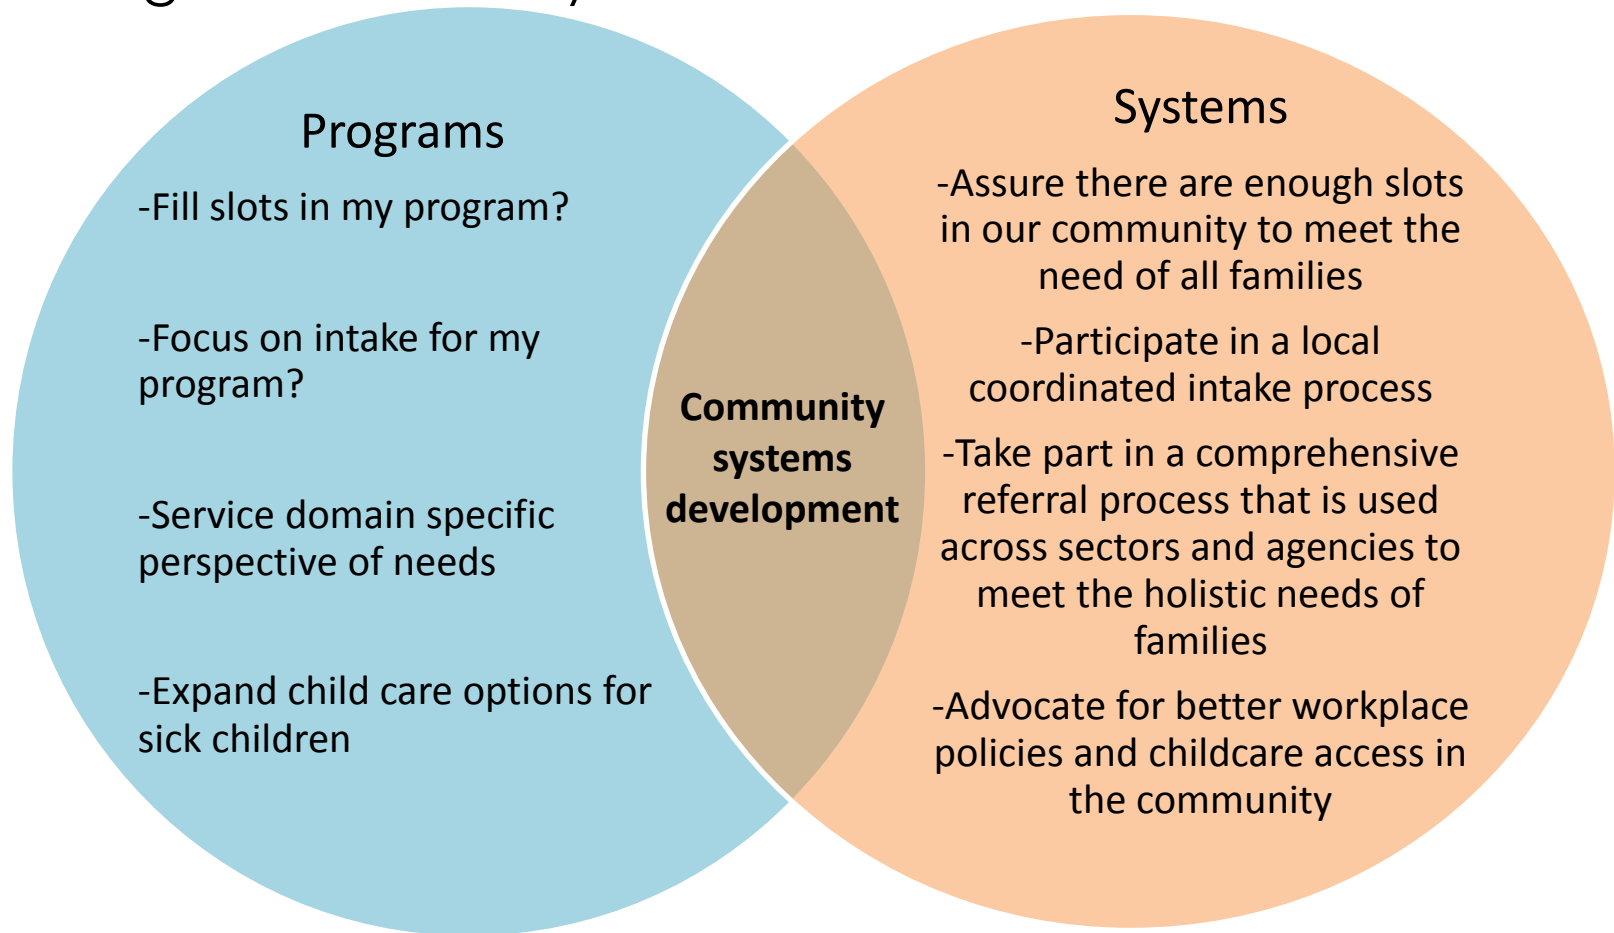 Programs
-Fill slots in my program?
-Focus on intake for my
program?
-Service domain specific
perspective of needs
-Expand child care options for
sick children
Community
systems
development
Systems
-Assure there are enough slots
in our community to meet the
need of all families
-Participate in a local
coordinated intake process
-Take part in a comprehensive
referral process that is used
across sectors and agencies to
meet the holistic needs of
families
-Advocate for better workplace
policies and childcare access in
the community